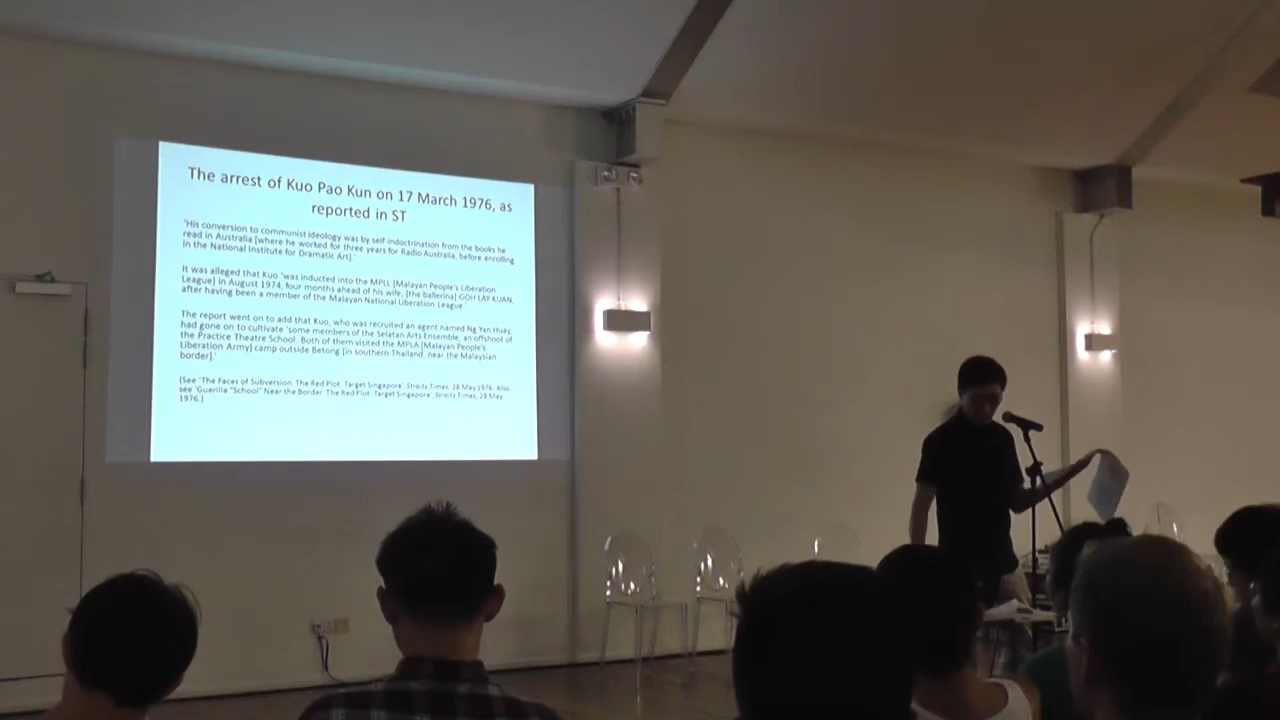 The arrest of Kuo Pao Kun on 17 March 1976, as
reported in ST
'His conversion to communist ideology was by self-indoctrination from the books he
read in Australia [where he worked for three years for Radio Australia, before enrolling
in the National Institute for Dramatic Art].'
It was alleged that Kuo 'was inducted into the MPLL [Malayan People's Liberation
League] in August 1974, four months ahead of his wife, [the ballerina] GOH LAY KUAN,
after having been a member of the Malayan National Liberation League.'
The report went on to add that Kuo, who was recruited an agent named Ng Yan Huay,
had gone on to cultivate 'some members of the Selatan Arts Ensemble, an offshoot of
the Practice Theatre School. Both of them visited the MPLA [Malayan People's
Liberation Army] camp outside Betong [in southern Thailand, near the Malaysian
border].'
(See 'The Faces of Subversion. The Red Plot: Target Singapore'. Straits Times. 28 May 1976. Also
see 'Guerilla "School" Near the Border. The Red Plot: Target Singapore'. Straits Times, 28 May
1976.)